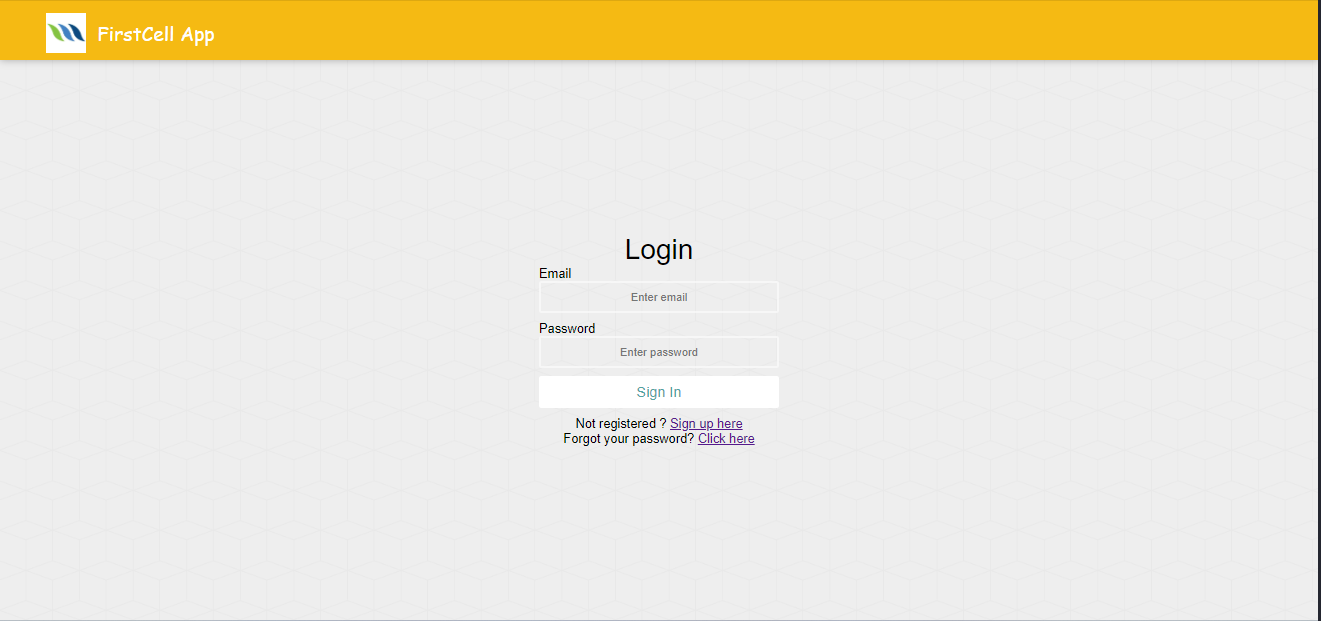 FirstCell App
Login
Email
Enter email
Password
Enter password
Sign In
Not registered ? Sign up here
Forgot your password? Click here